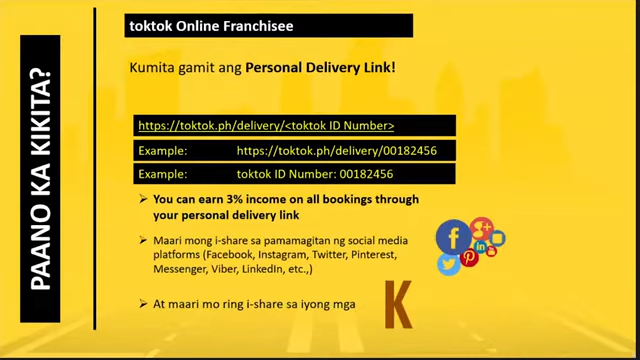 toktok Online Franchisee
PAANO KA KIKITA?
Kumita gamit ang Personal Delivery Link!
https://toktok.ph/delivery/<toktok ID Number>
Example: https://toktok.ph/delivery/00182456
Example: toktok ID Number: 00182456
You can earn 3% income on all bookings through
your personal delivery link
Maari mong i-share sa pamamagitan ng social media
platforms (Facebook, Instagram, Twitter, Pinterest,
Messenger, Viber, LinkedIn, etc.,)
At maari mo ring i-share sa iyong mga
K